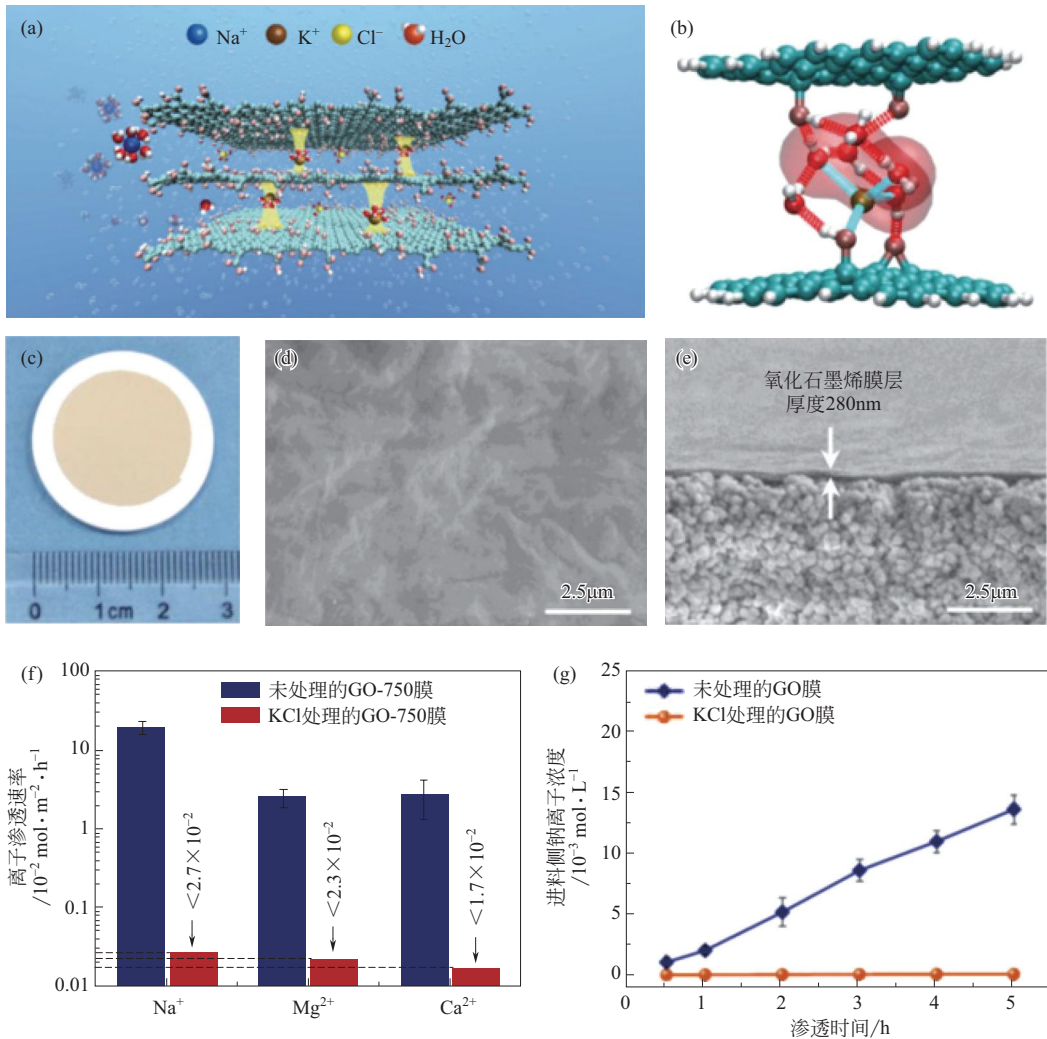 (a)
Na⁺ K⁺ Cl⁻ H₂O
(b)
(c)
0 1cm 2 3
(d)
2.5μm
(e)
氧化石墨烯膜层
厚度280nm
2.5μm
(f)
离子渗透速率
/10⁻² mol·m⁻²·h⁻¹
100
10
1
0.1
0.01
未处理的GO-750膜
KCl处理的GO-750膜
<2.7×10⁻²
<2.3×10⁻²
<1.7×10⁻²
Na⁺ Mg²⁺ Ca²⁺
(g)
进料侧钠离子浓度
/10⁻³ mol·L⁻¹
25
20
15
10
5
0
未处理的GO膜
KCl处理的GO膜
0 1 2 3 4 5
渗透时间/h